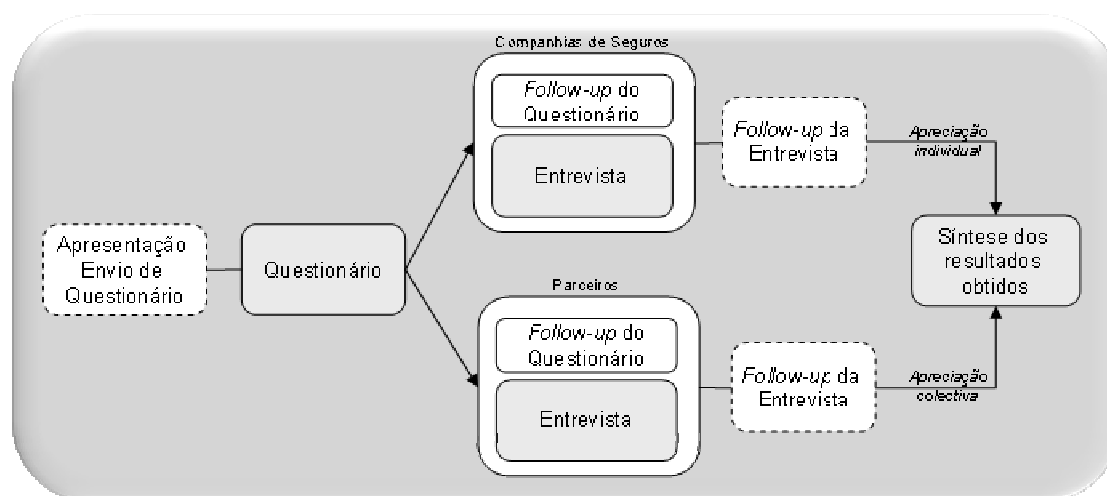 Apresentação
Envio de
Questionário
Questionário
Companhias de Seguros
Follow-up do
Questionário
Entrevista
Follow-up da
Entrevista
Apreciação
individual
Parceiros
Follow-up do
Questionário
Entrevista
Follow-up da
Entrevista
Apreciação
colectiva
Síntese dos
resultados
obtidos